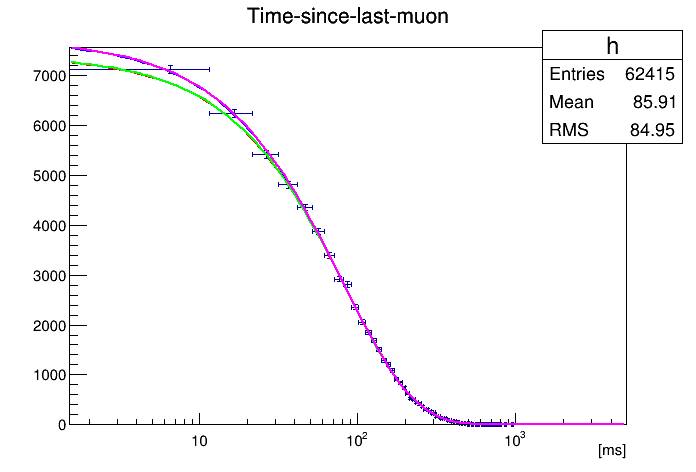 Time-since-last-muon
h
Entries 62415
Mean 85.91
RMS 84.95
7000
6000
5000
4000
3000
2000
1000
0
10
10²
10³
[ms]